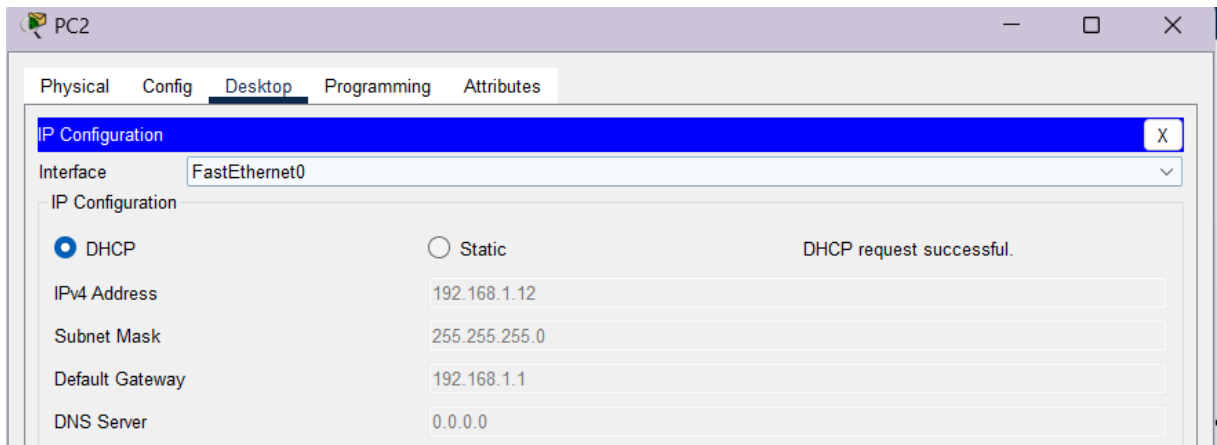 PC2
Physical Config Desktop Programming Attributes
IP Configuration X
Interface FastEthernet0
IP Configuration
DHCP Static DHCP request successful.
IPv4 Address 192.168.1.12
Subnet Mask 255.255.255.0
Default Gateway 192.168.1.1
DNS Server 0.0.0.0